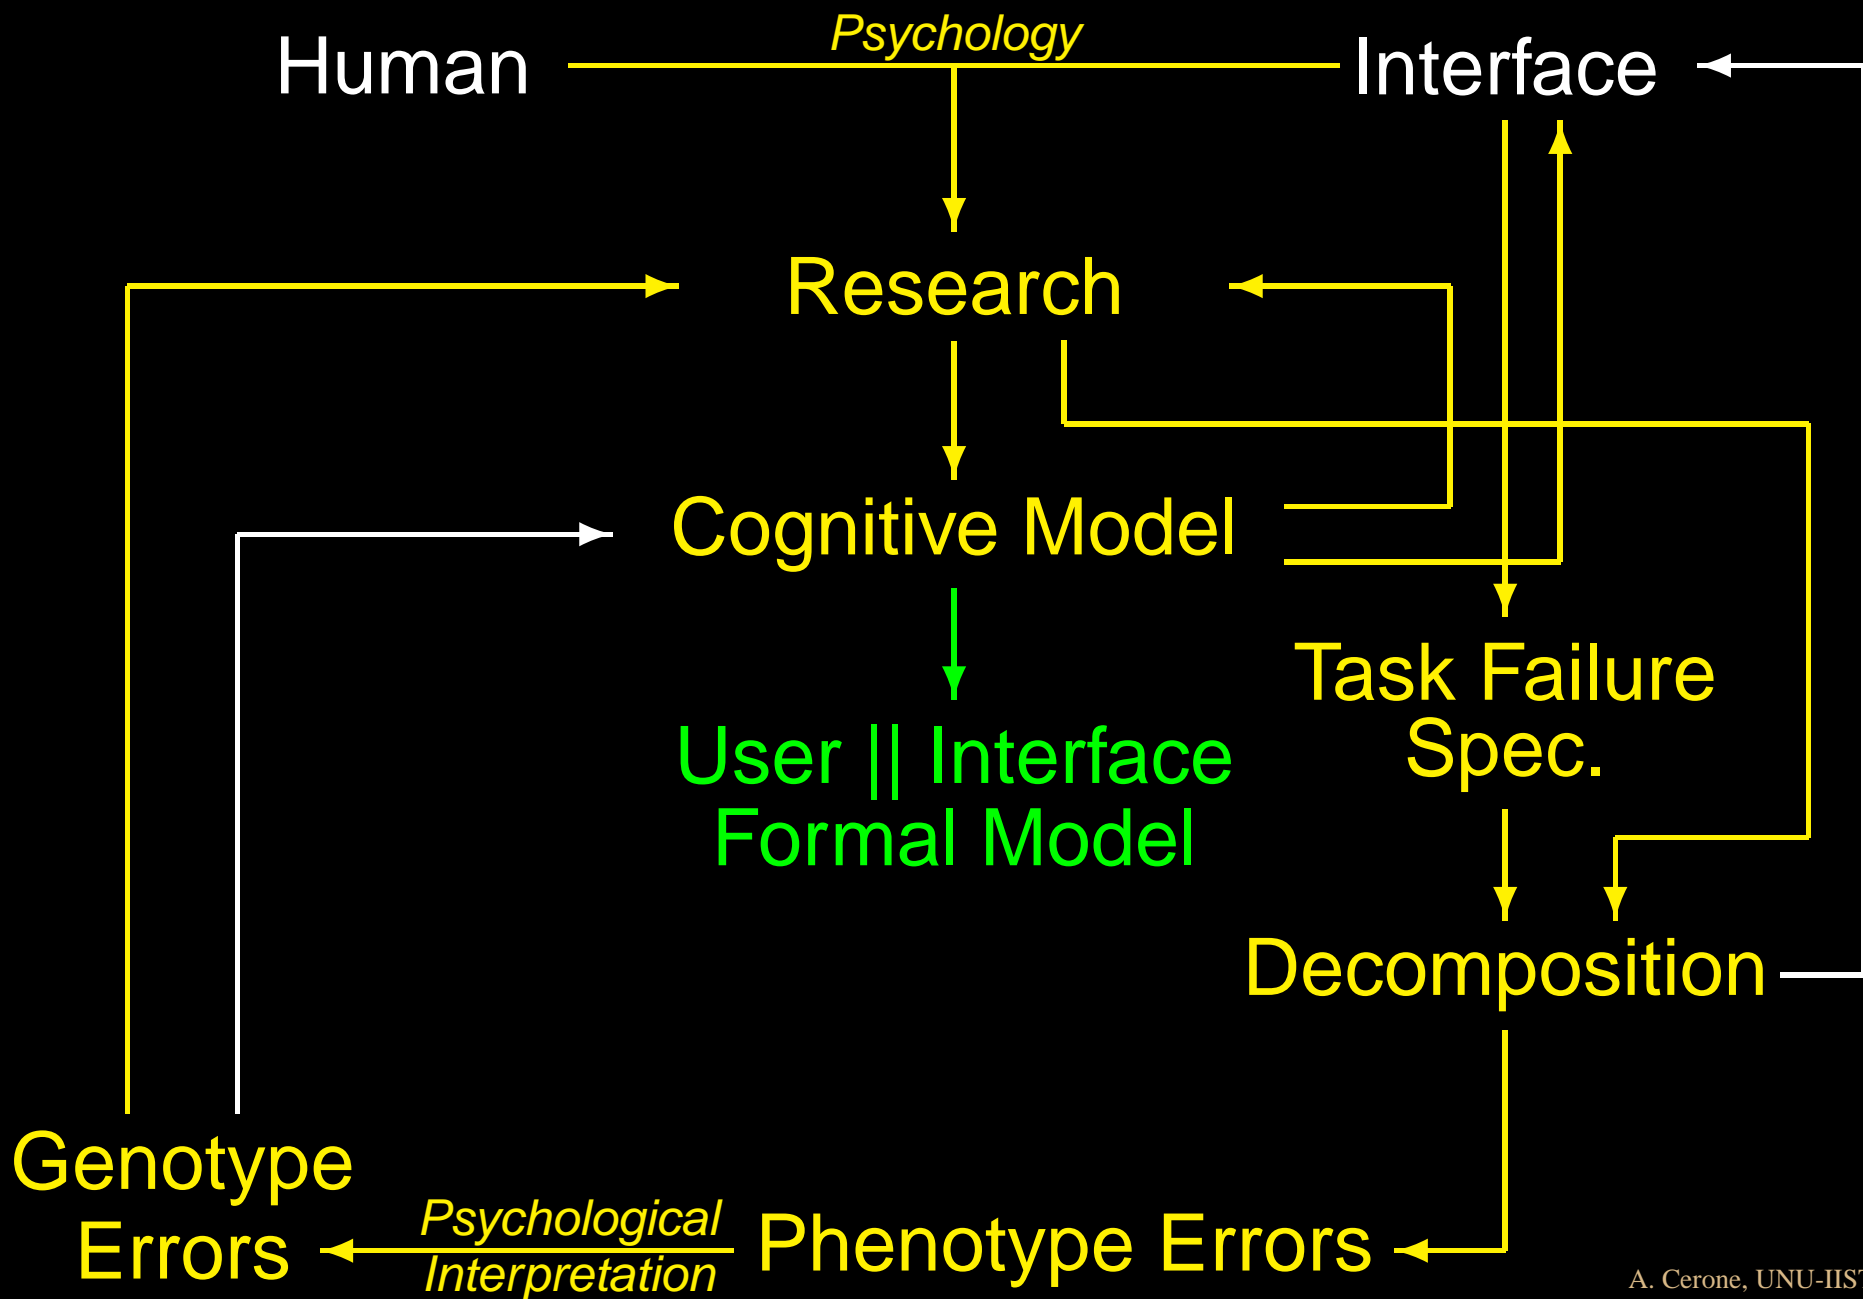 Psychology
Human
Interface
Research
Cognitive Model
Task Failure
Spec.
User || Interface
Formal Model
Decomposition
Genotype
Errors
Psychological
Interpretation
Phenotype Errors
A. Cerone, UNU-IIST